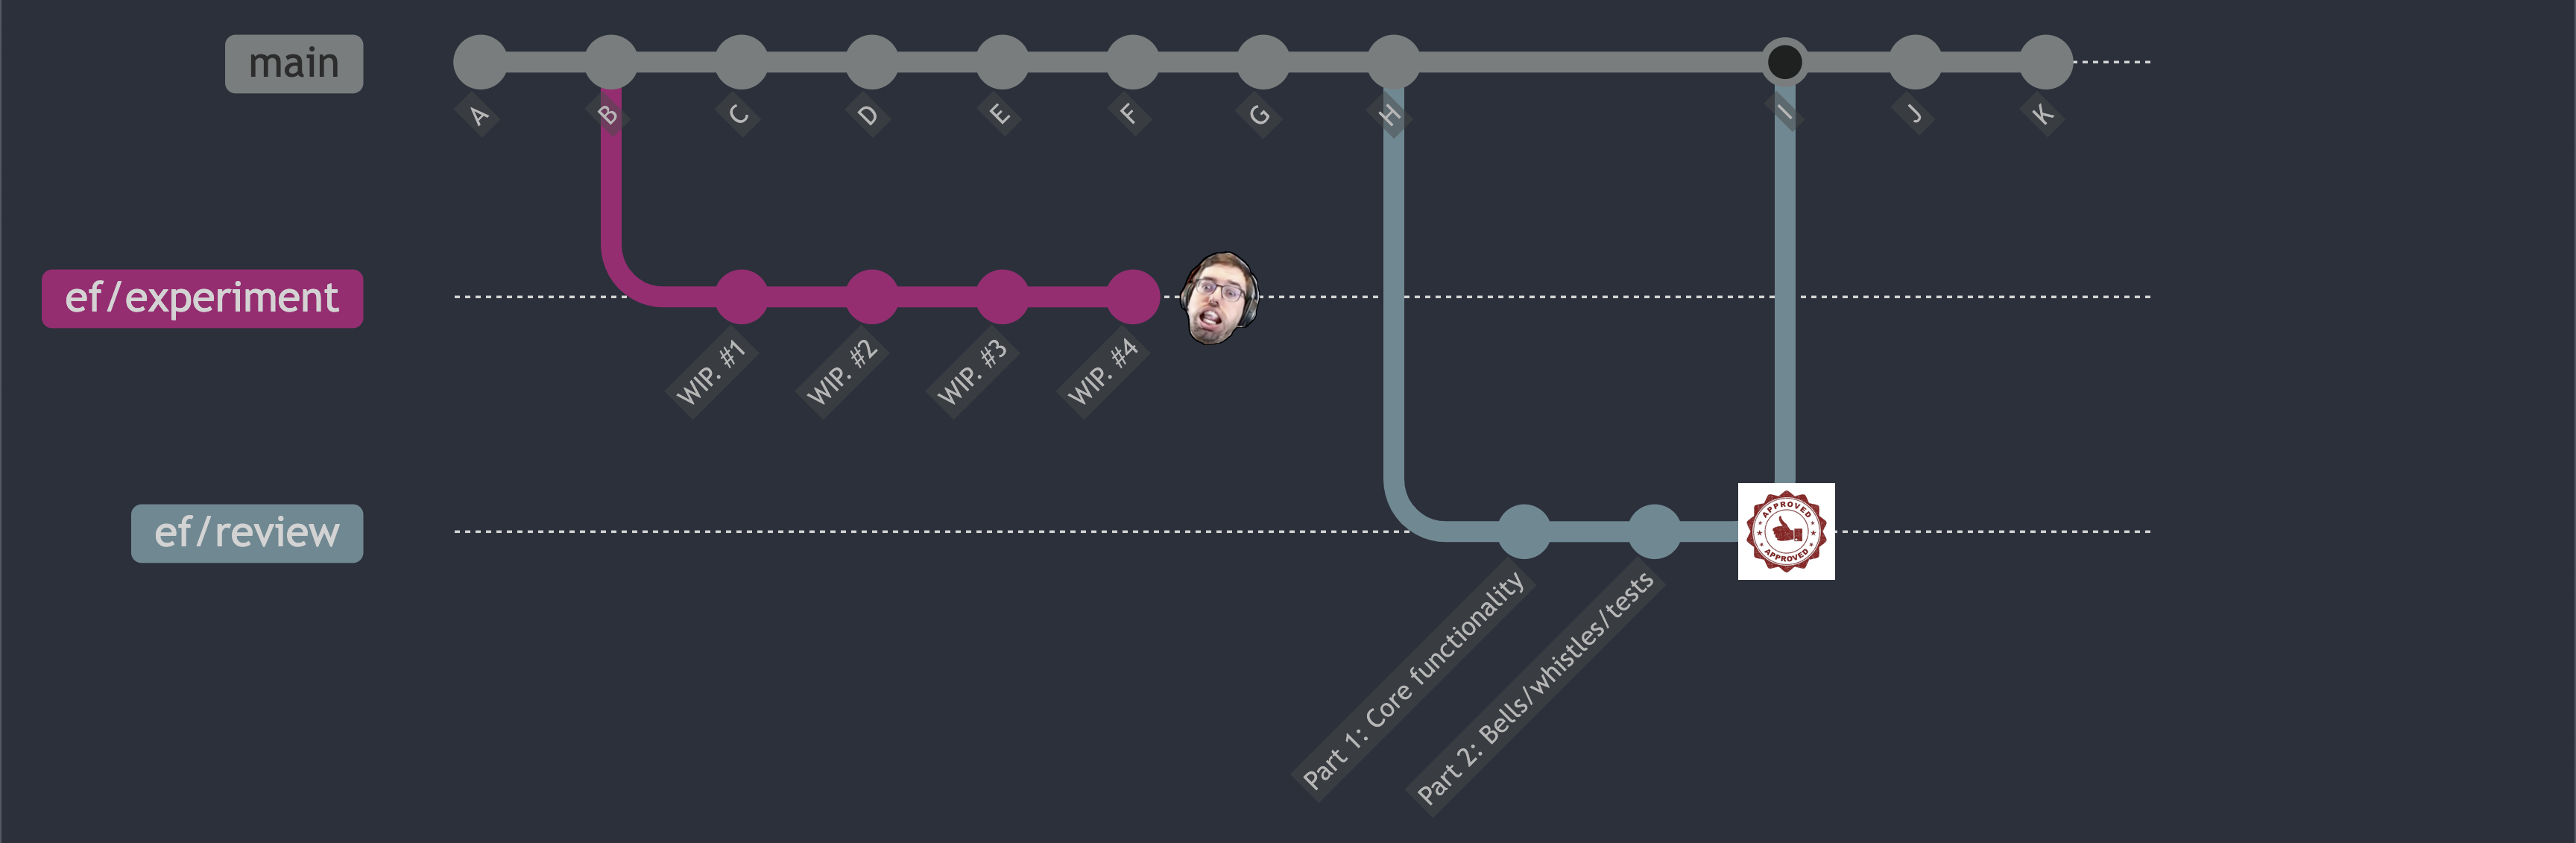 main
A
B
C
D
E
F
G
H
I
J
K
ef/experiment
WIP. #1
WIP. #2
WIP. #3
WIP. #4
ef/review
APPROVED
APPROVED
Part 1: Core functionality
Part 2: Bells/whistles/tests